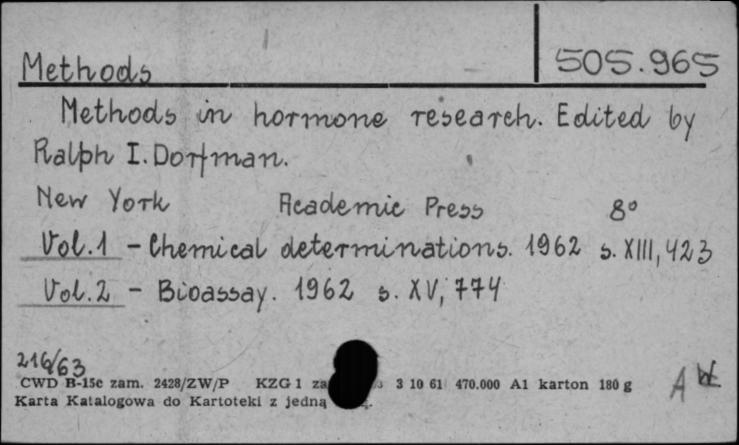 Methods 505.965
Methods in hormone research. Edited by
Ralph I. Dorfman.
New York Academic Press 8°
Vol. 1 - Chemical determinations. 1962 s. XIII, 423
Vol. 2 - Bioassay. 1962 s. XV, 774
216/63
CWD B-15c zam. 2428/ZW/P KZG 1 3 10 61 470.000 A1 karton 180 g
Karta Katalogowa do Kartoteki z jedną
A